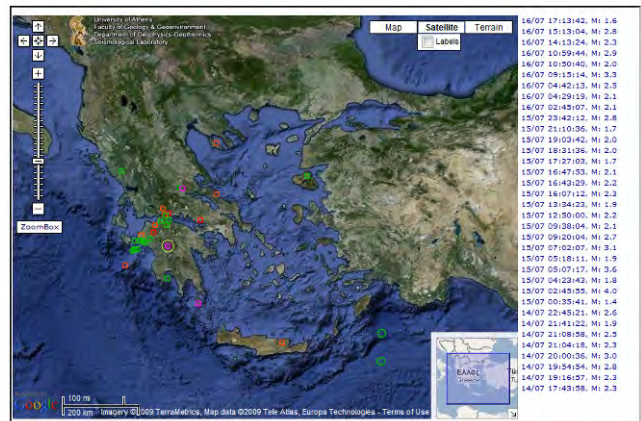 University of Athens
Faculty of Geology & Geoenvironment
Department of Geophysics-Geothermics
Seismological Laboratory
Map
Satellite
Terrain
Labels
ZoomBox
Google
100 mi
200 km
Imagery ©2009 TerraMetrics, Map data ©2009 Tele Atlas, Europa Technologies - Terms of Use
ΕΛΛΟΣ
Greece
16/07 17:13:42, M: 1.6
16/07 15:13:04, M: 2.8
16/07 14:13:24, M: 2.3
16/07 10:59:44, M: 2.9
16/07 10:50:40, M: 2.0
16/07 09:15:14, M: 3.3
16/07 04:42:13, M: 2.5
16/07 04:29:19, M: 2.1
16/07 02:45:07, M: 2.1
15/07 23:42:12, M: 2.8
15/07 21:10:36, M: 1.7
15/07 19:03:42, M: 2.0
15/07 18:31:36, M: 2.0
15/07 17:27:03, M: 1.7
15/07 16:47:53, M: 2.1
15/07 16:43:29, M: 2.2
15/07 16:07:12, M: 2.3
15/07 13:34:23, M: 1.9
15/07 12:50:00, M: 2.2
15/07 09:38:04, M: 2.1
15/07 09:20:04, M: 2.7
15/07 07:02:07, M: 3.1
15/07 05:18:11, M: 1.9
15/07 05:07:17, M: 3.6
15/07 04:23:43, M: 1.8
15/07 02:45:55, M: 4.0
15/07 00:35:41, M: 1.4
14/07 22:45:21, M: 2.6
14/07 21:41:22, M: 1.9
14/07 21:08:58, M: 2.5
14/07 21:04:18, M: 2.3
14/07 20:00:36, M: 3.0
14/07 19:54:54, M: 2.8
14/07 19:16:57, M: 2.3
14/07 17:43:58, M: 2.3